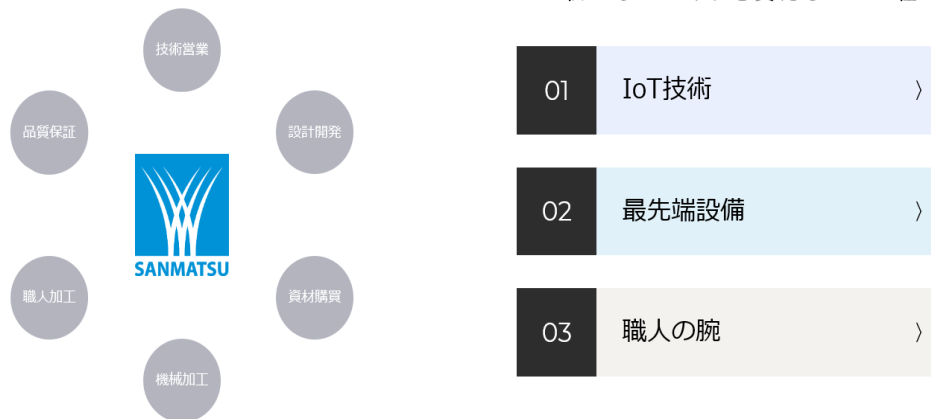 技術営業
品質保証
設計開発
SANMATSU
職人加工
資材購買
機械加工
01 IoT技術 〉
02 最先端設備 〉
03 職人の腕 〉